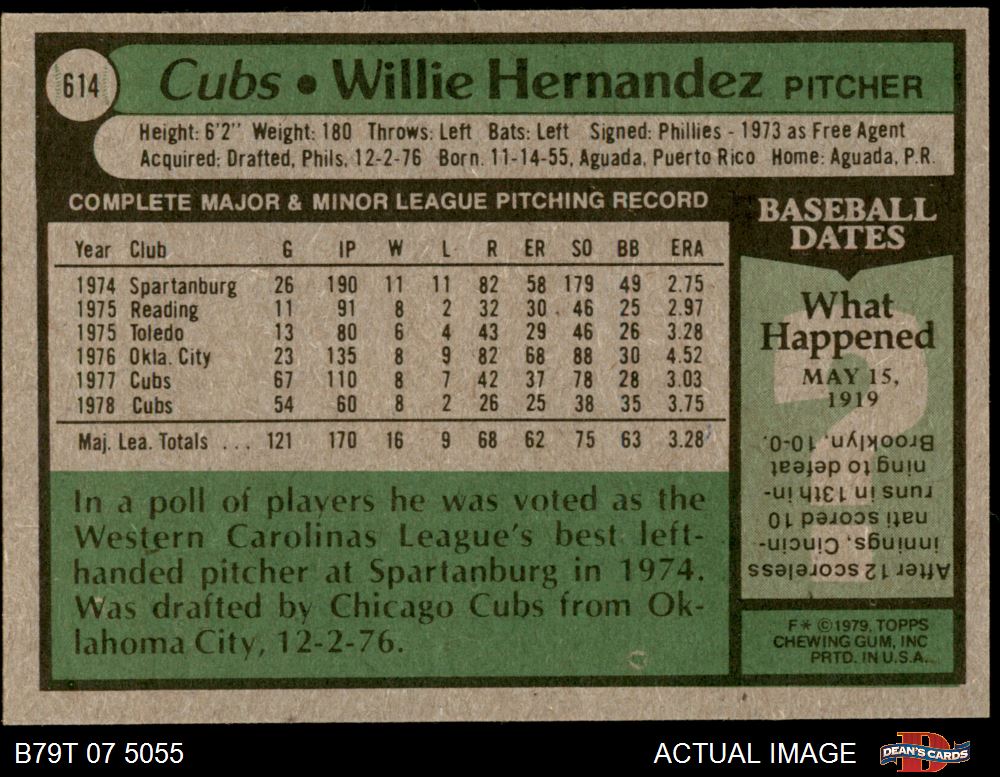 614
Cubs • Willie Hernandez PITCHER
Height: 6'2" Weight: 180 Throws: Left Bats: Left Signed: Phillies - 1973 as Free Agent
Acquired: Drafted, Phils, 12-2-76 Born. 11-14-55, Aguada, Puerto Rico Home: Aguada, P.R.
COMPLETE MAJOR & MINOR LEAGUE PITCHING RECORD
Year Club G IP W L R ER SO BB ERA
1974 Spartanburg 26 190 11 11 82 58 179 49 2.75
1975 Reading 11 91 8 2 32 30 46 25 2.97
1975 Toledo 13 80 6 4 43 29 46 26 3.28
1976 Okla. City 23 135 8 9 82 68 88 30 4.52
1977 Cubs 67 110 8 7 42 37 78 28 3.03
1978 Cubs 54 60 8 2 26 25 38 35 3.75
Maj. Lea. Totals ... 121 170 16 9 68 62 75 63 3.28
In a poll of players he was voted as the
Western Carolinas League's best left-
handed pitcher at Spartanburg in 1974.
Was drafted by Chicago Cubs from Ok-
lahoma City, 12-2-76.
BASEBALL
DATES
What
Happened
MAY 15,
1919
After 12 scoreless
innings, Cincin-
nati scored 10
runs in 13th in-
ning to defeat
Brooklyn, 10-0.
F* ©1979, TOPPS
CHEWING GUM, INC
PRTD. IN U.S.A.
B79T 07 5055
ACTUAL IMAGE
DEAN'S CARDS